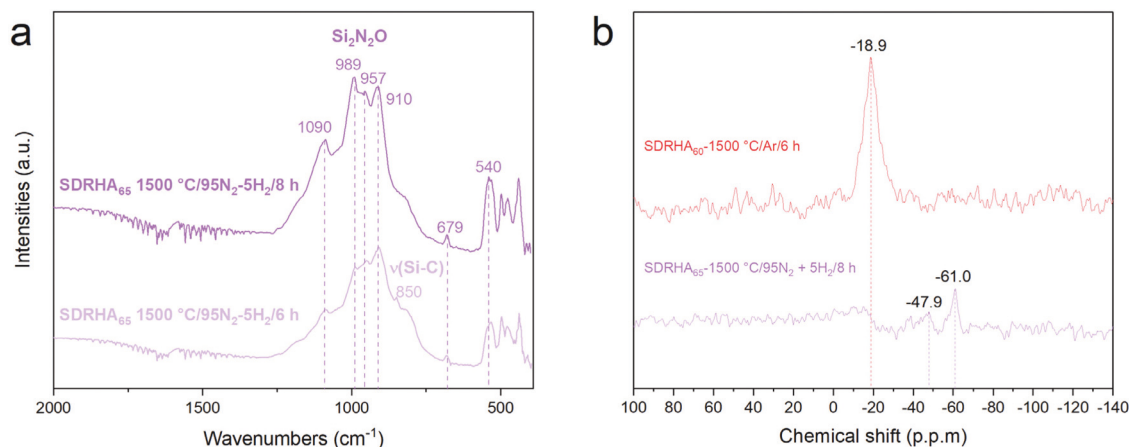 a
Si₂N₂O
989
957
910
1090
540
SDRHA₆₅ 1500 °C/95N₂-5H₂/8 h
679
ν(Si-C)
850
SDRHA₆₅ 1500 °C/95N₂-5H₂/6 h
Intensities (a.u.)
2000 1500 1000 500
Wavenumbers (cm⁻¹)
b
-18.9
SDRHA₆₀-1500 °C/Ar/6 h
SDRHA₆₅-1500 °C/95N₂ + 5H₂/8 h
-61.0
-47.9
100 80 60 40 20 0 -20 -40 -60 -80 -100 -120 -140
Chemical shift (p.p.m)